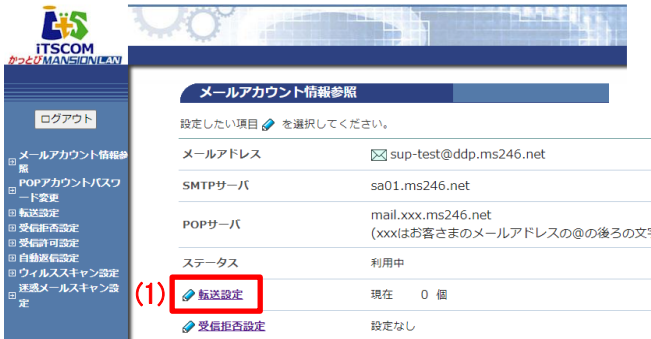 iTSCOM
かっとびMANSION LAN
ログアウト
メールアカウント情報参
照
POPアカウントパスワ
ード変更
転送設定
受信拒否設定
受信許可設定
自動返信設定
ウィルススキャン設定
迷惑メールスキャン設
定
メールアカウント情報参照
設定したい項目 を選択してください。
メールアドレス sup-test@ddp.ms246.net
SMTPサーバ sa01.ms246.net
POPサーバ mail.xxx.ms246.net
(xxxはお客さまのメールアドレスの@の後ろの文字
ステータス 利用中
(1) 転送設定 現在 0 個
受信拒否設定 設定なし